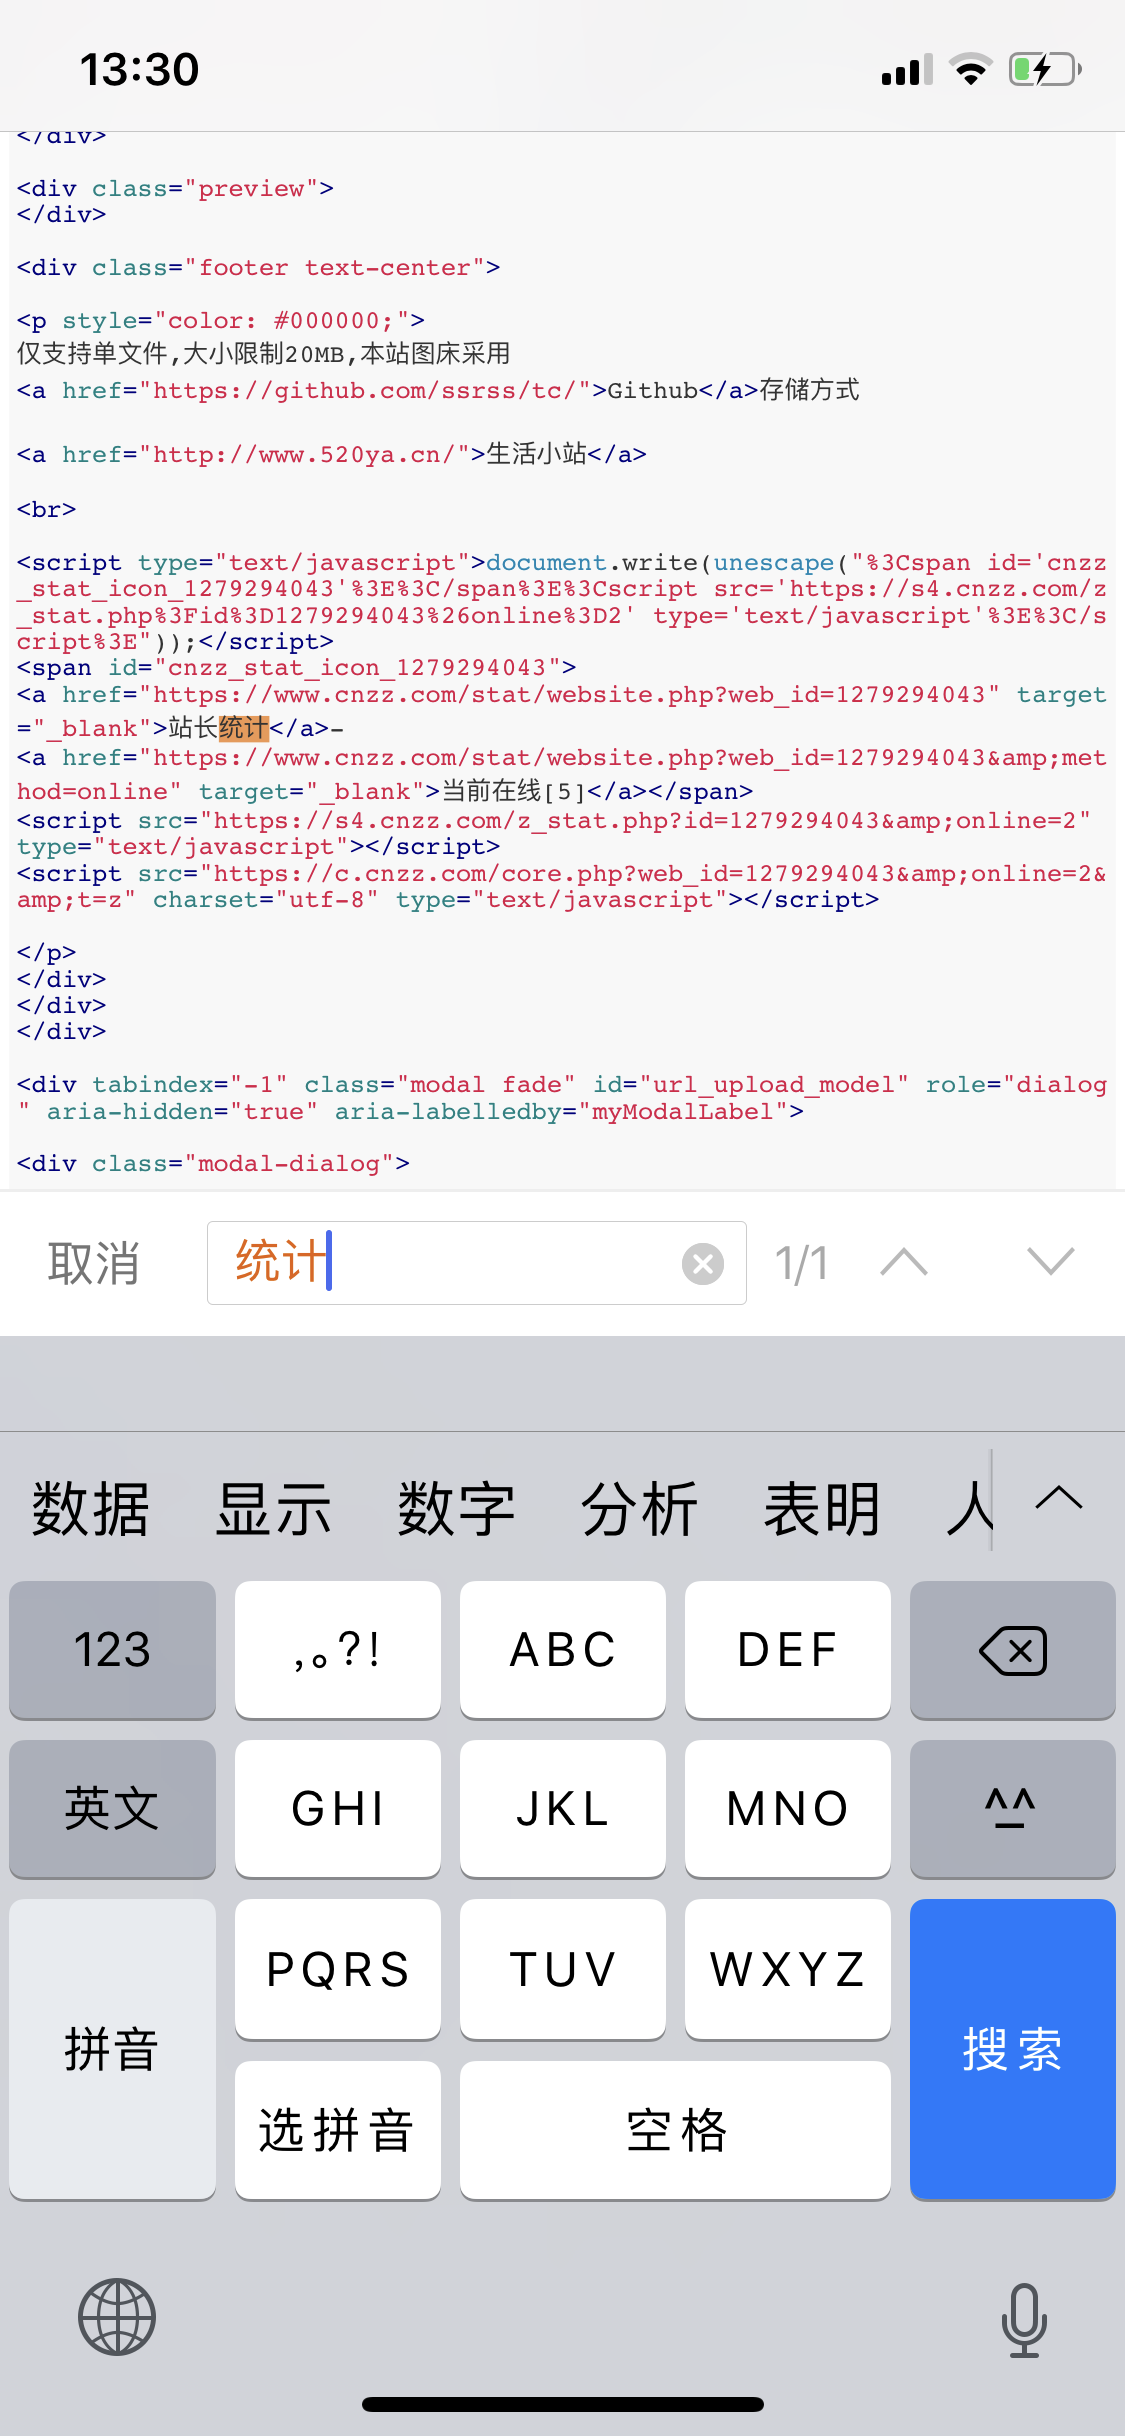 13:30
</div>
<div class="preview">
</div>
<div class="footer text-center">
<p style="color: #000000;">
仅支持单文件,大小限制20MB,本站图床采用
<a href="https://github.com/ssrss/tc/">Github</a>存储方式
<a href="http://www.520ya.cn/">生活小站</a>
<br>
<script type="text/javascript">document.write(unescape("%3Cspan id='cnzz
_stat_icon_1279294043'%3E%3C/span%3E%3Cscript src='https://s4.cnzz.com/z
_stat.php%3Fid%3D1279294043%26online%3D2' type='text/javascript'%3E%3C/s
cript%3E"));</script>
<span id="cnzz_stat_icon_1279294043">
<a href="https://www.cnzz.com/stat/website.php?web_id=1279294043" target
="_blank">站长统计</a>-
<a href="https://www.cnzz.com/stat/website.php?web_id=1279294043&amp;met
hod=online" target="_blank">当前在线[5]</a></span>
<script src="https://s4.cnzz.com/z_stat.php?id=1279294043&amp;online=2"
type="text/javascript"></script>
<script src="https://c.cnzz.com/core.php?web_id=1279294043&amp;online=2&
amp;t=z" charset="utf-8" type="text/javascript"></script>
</p>
</div>
</div>
</div>
<div tabindex="-1" class="modal fade" id="url_upload_model" role="dialog
" aria-hidden="true" aria-labelledby="myModalLabel">
<div class="modal-dialog">
取消 统计 1/1
数据 显示 数字 分析 表明 人
123 ,。?! ABC DEF
英文 GHI JKL MNO ^_^
拼音 PQRS TUV WXYZ 搜索
选拼音 空格